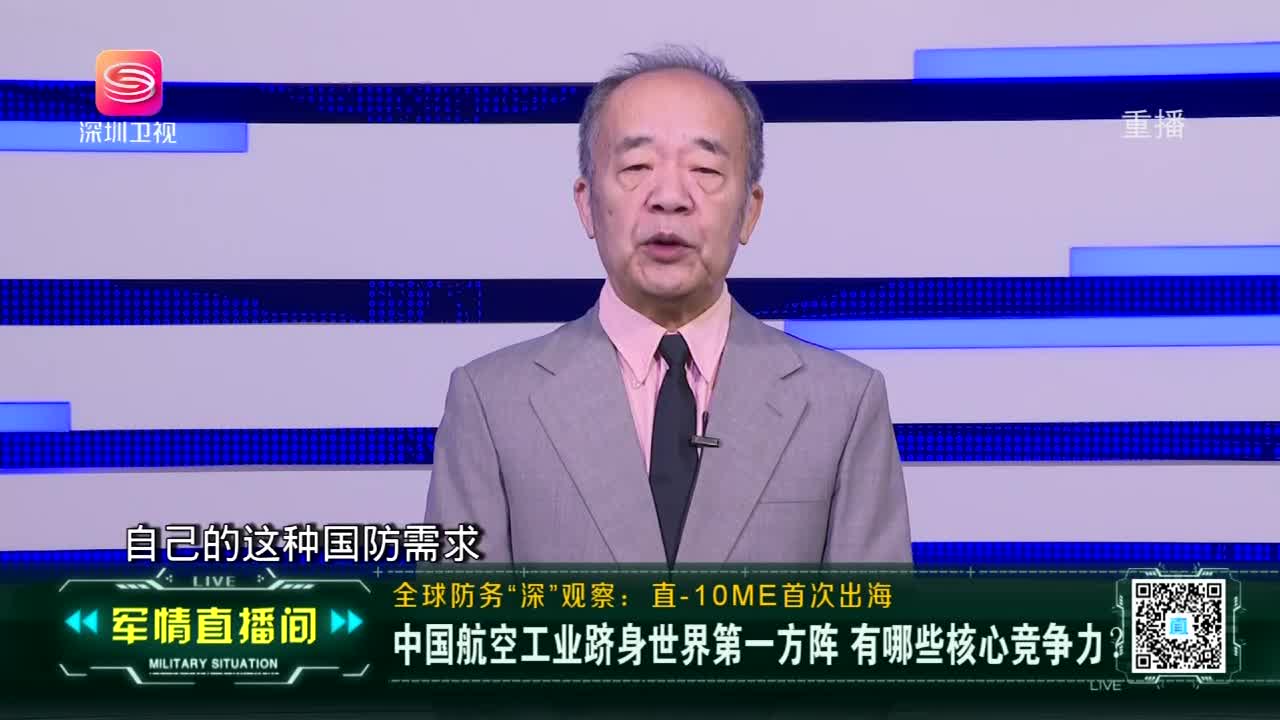 深圳卫视
重播
自己的这种国防需求
LIVE
军情直播间
MILITARY SITUATION
全球防务“深”观察：直-10ME首次出海
中国航空工业跻身世界第一方阵 有哪些核心竞争力？
直
LIVE